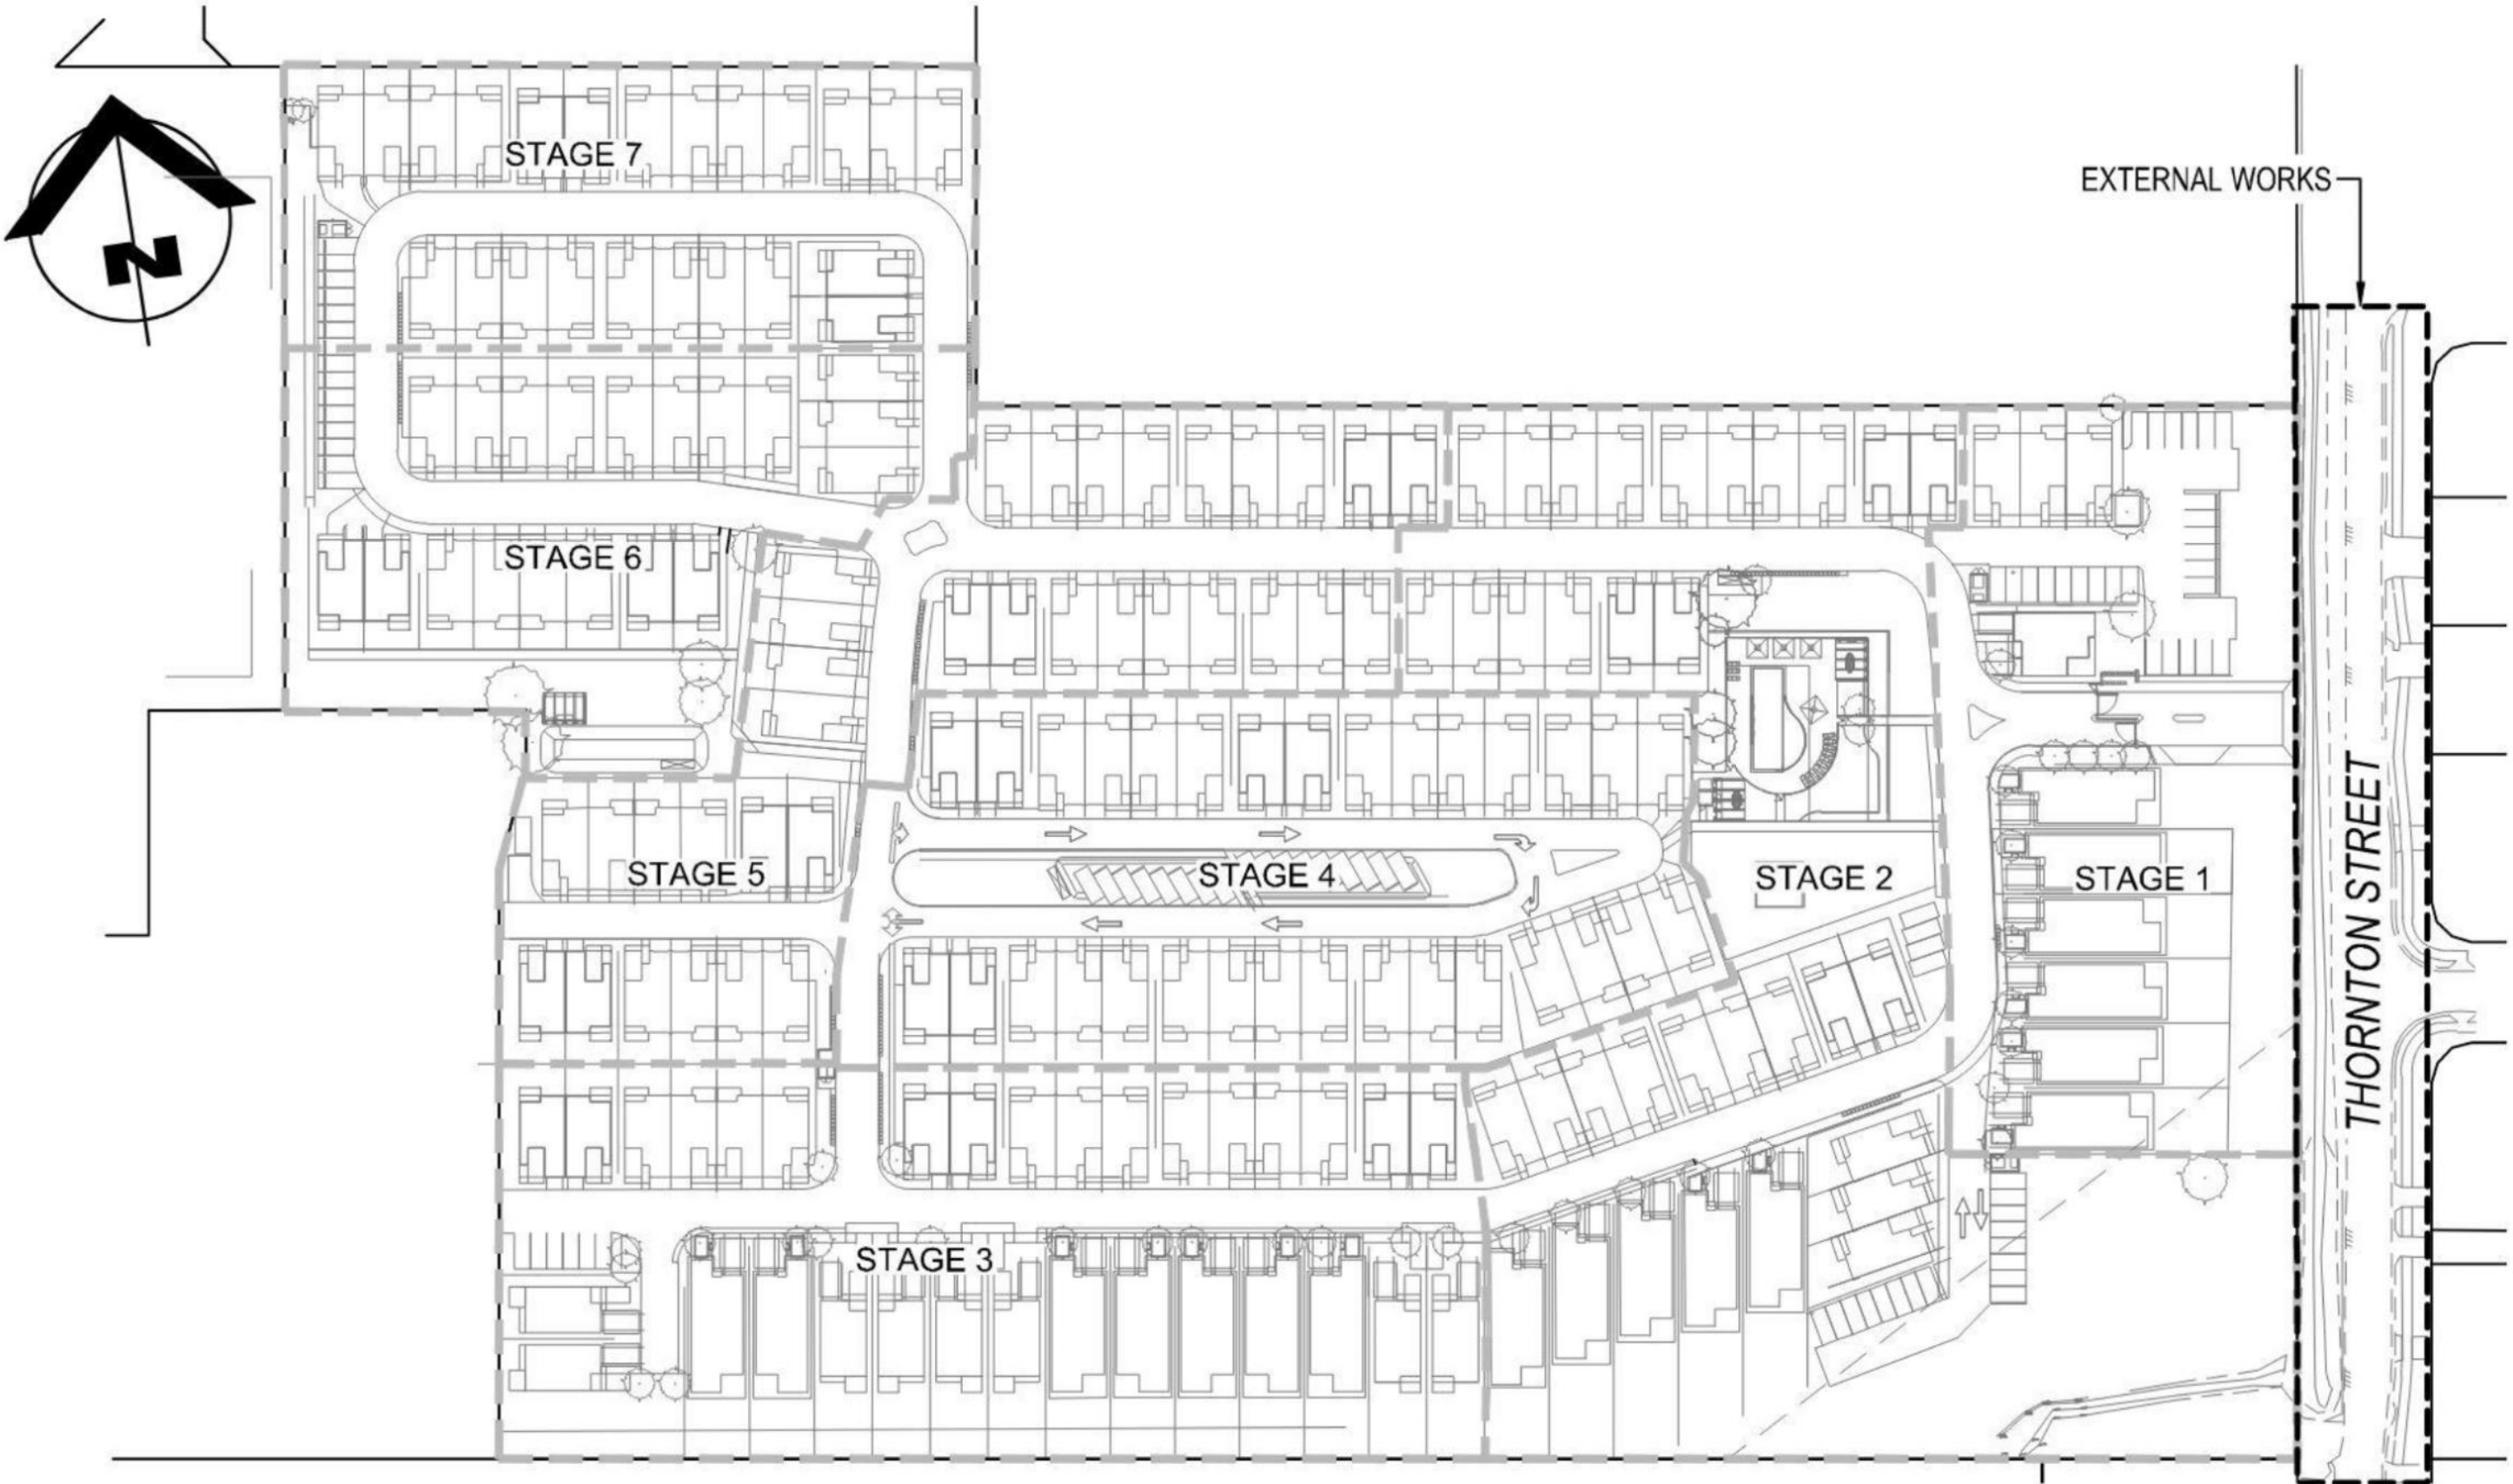 STAGE 7
EXTERNAL WORKS
N
STAGE 6
STAGE 5
STAGE 4
STAGE 2
STAGE 1
THORNTON STREET
STAGE 3